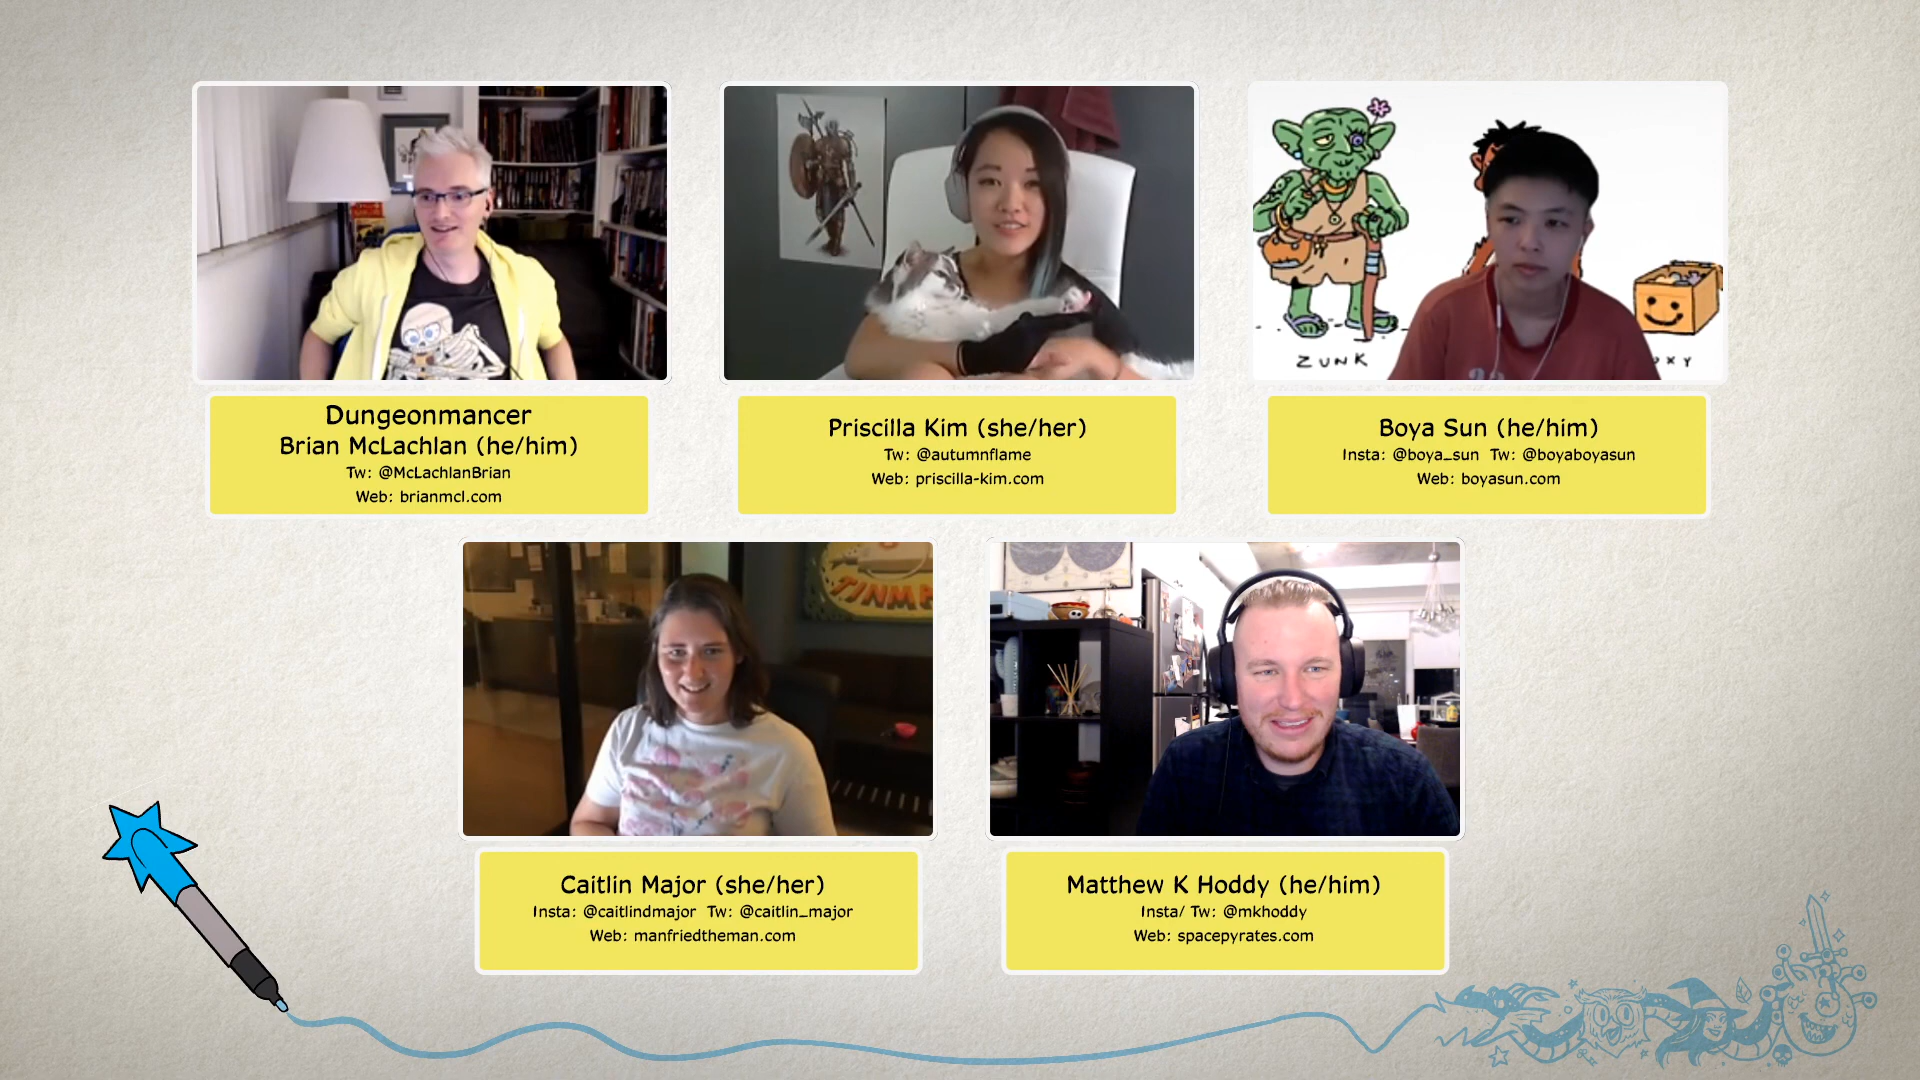 ZUNK
OXY
Dungeonmancer
Brian McLachlan (he/him)
Tw: @McLachlanBrian
Web: brianmcl.com
Priscilla Kim (she/her)
Tw: @autumnflame
Web: priscilla-kim.com
Boya Sun (he/him)
Insta: @boya_sun Tw: @boyaboyasun
Web: boyasun.com
TINMA
Caitlin Major (she/her)
Insta: @caitlindmajor Tw: @caitlin_major
Web: manfriedtheman.com
Matthew K Hoddy (he/him)
Insta/ Tw: @mkhoddy
Web: spacepyrates.com